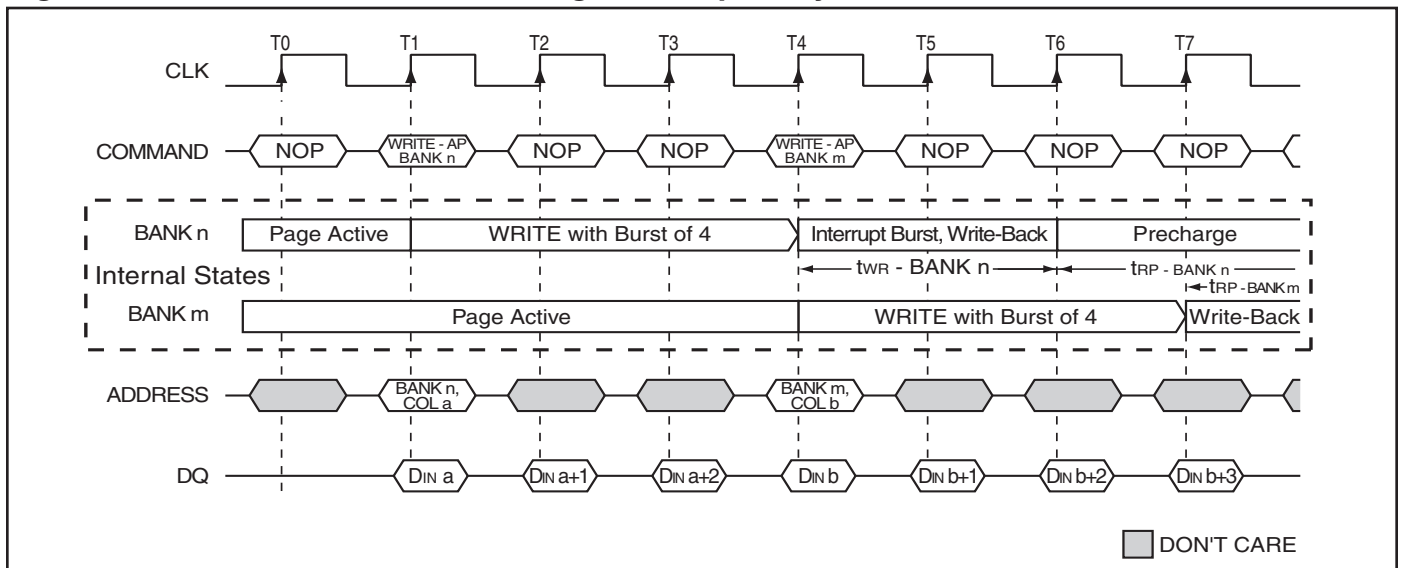 T0 T1 T2 T3 T4 T5 T6 T7
CLK
COMMAND NOP WRITE - AP BANK n NOP NOP WRITE - AP BANK m NOP NOP NOP
BANK n Page Active WRITE with Burst of 4 Interrupt Burst, Write-Back Precharge
tWR - BANK n tRP - BANK n
Internal States
tRP - BANK m
BANK m Page Active WRITE with Burst of 4 Write-Back
ADDRESS BANK n, COL a BANK m, COL b
DQ DIN a DIN a+1 DIN a+2 DIN b DIN b+1 DIN b+2 DIN b+3
DON'T CARE